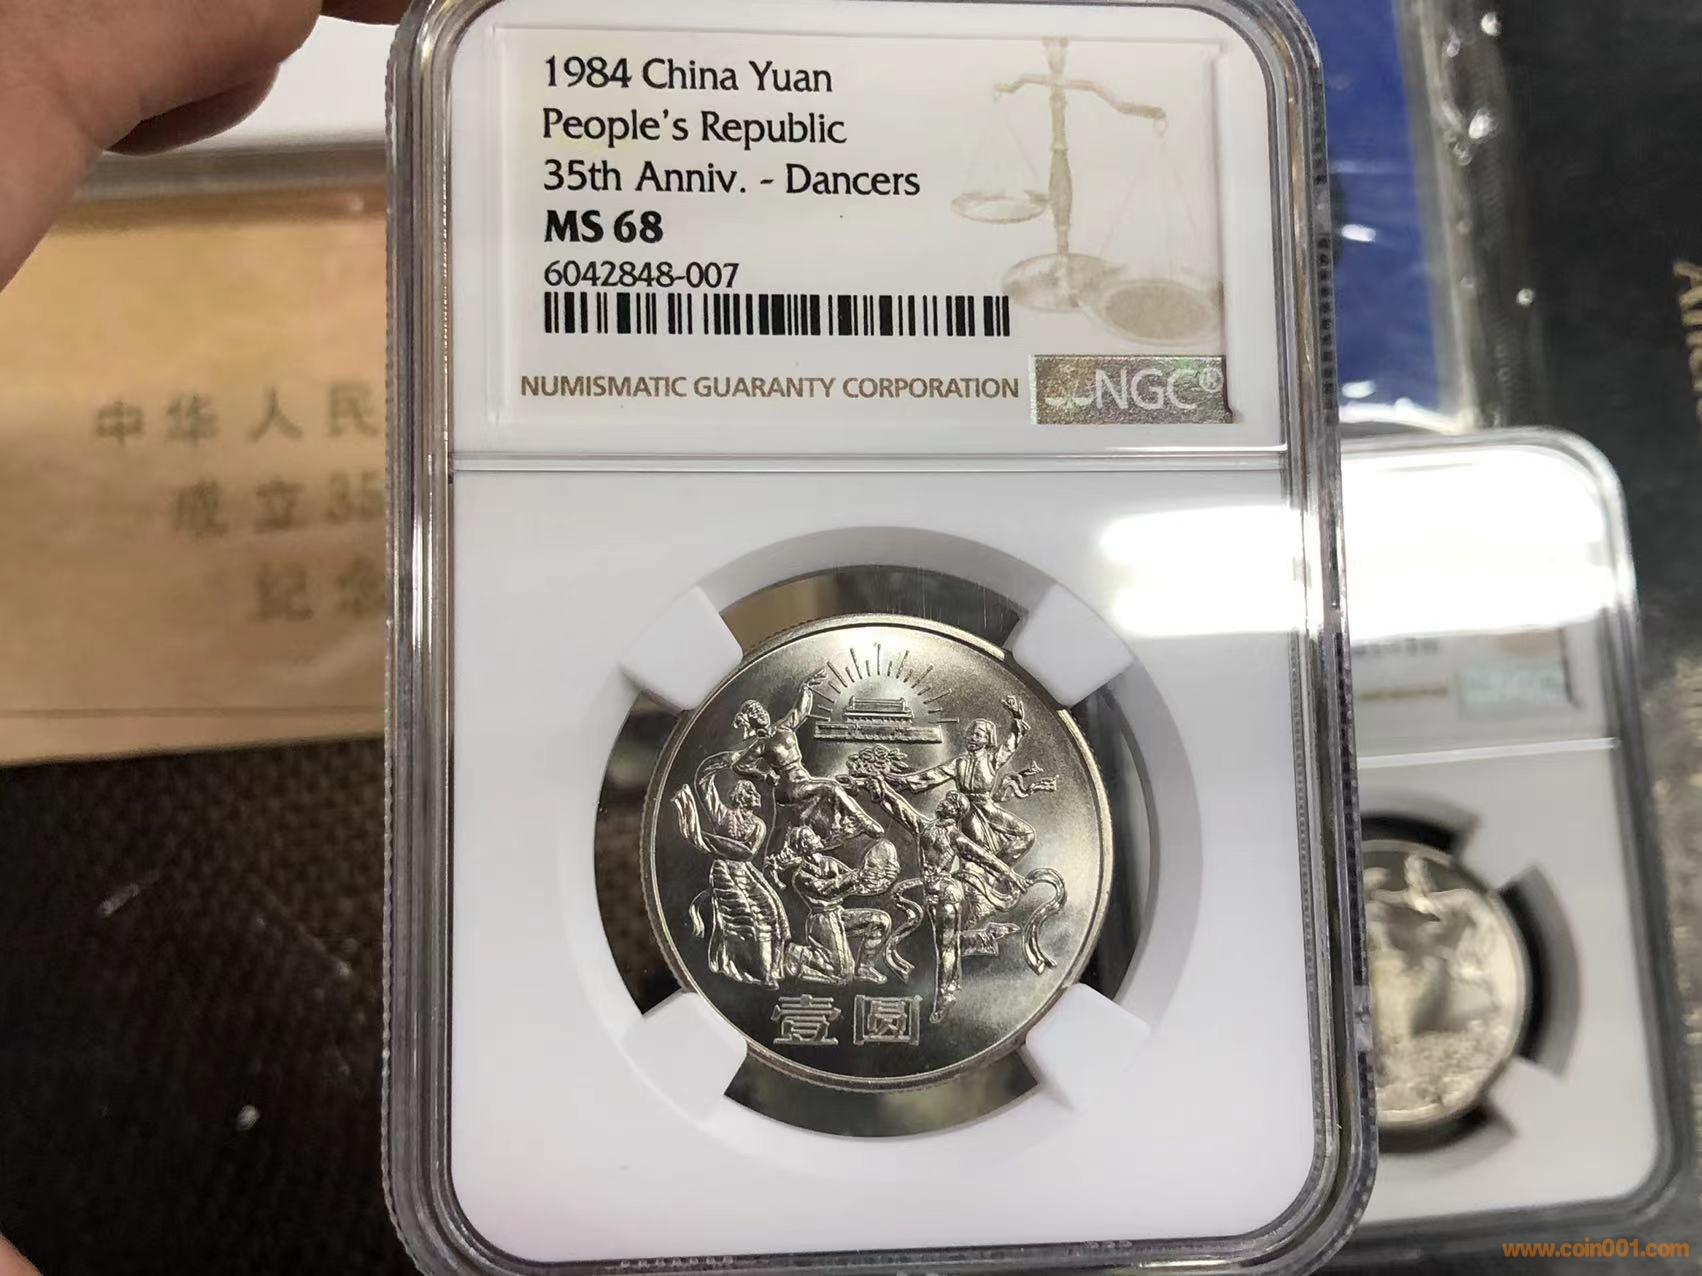 1984 China Yuan
People's Republic
35th Anniv. - Dancers
MS 68
6042848-007
NUMISMATIC GUARANTY CORPORATION
NGC®
中华人民
成立35
纪念
壹圆
www.coin001.com